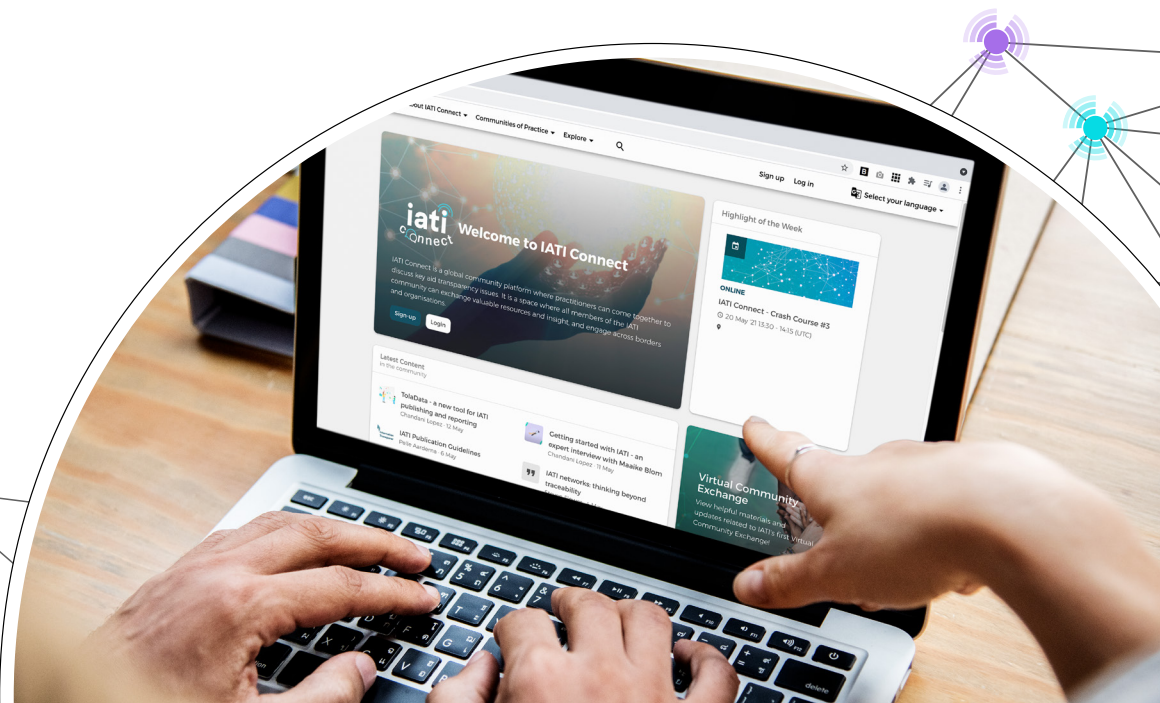 out IATI Connect
Communities of Practice
Explore
Sign up
Log in
Select your language
iati
connect
Welcome to IATI Connect
IATI Connect is a global community platform where practitioners can come together to
discuss key aid transparency issues. It is a space where all members of the IATI
community can exchange valuable resources and insight, and engage across borders
and organisations.
Sign-up
Login
Highlight of the Week
ONLINE
IATI Connect - Crash Course #3
20 May '21 13:30 - 14:15 (UTC)
Latest Content
in the community
TolaData - a new tool for IATI
publishing and reporting
Chandani Lopez · 12 May
IATI Publication Guidelines
Pelle Aardema · 6 May
Getting started with IATI - an
expert interview with Maaike Blom
Chandani Lopez · 11 May
IATI networks: thinking beyond
traceability
Virtual Community
Exchange
View helpful materials and
updates related to IATI's first Virtual
Community Exchange!
esc
delete